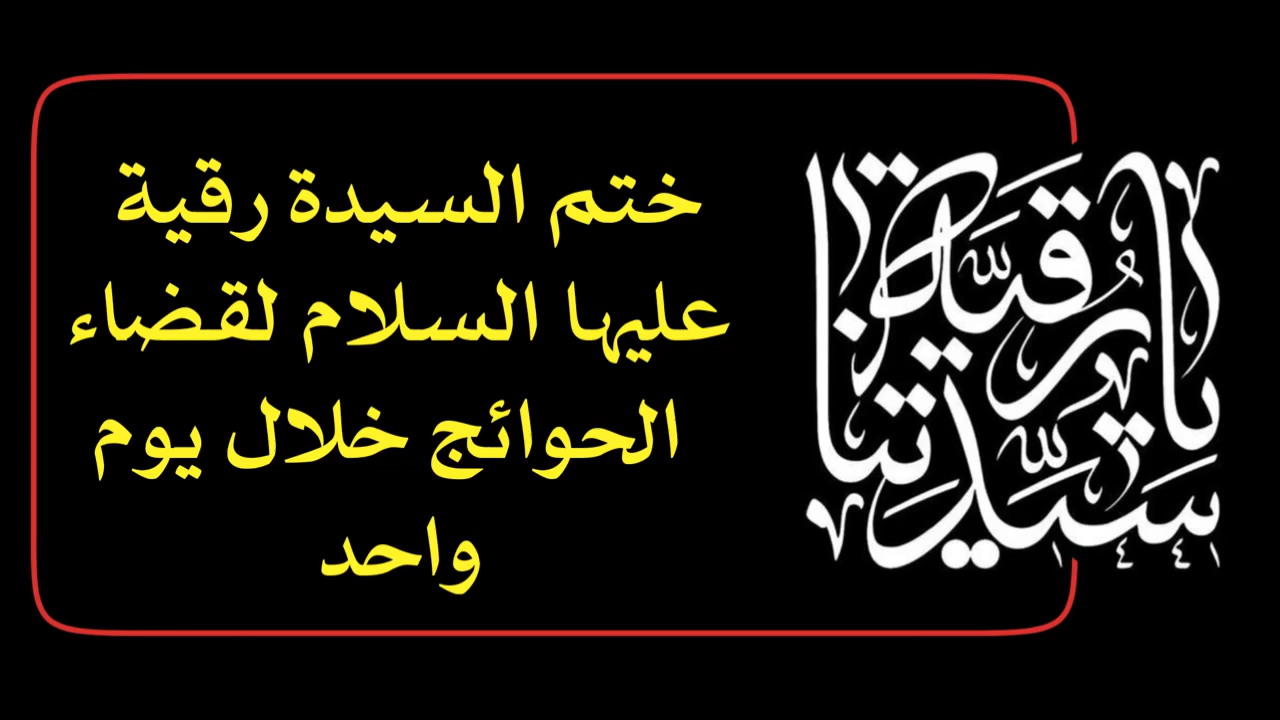 ختم السيدة رقية
عليها السلام لقضاء
الحوائج خلال يوم
واحد
يا رقية
سيدتنا